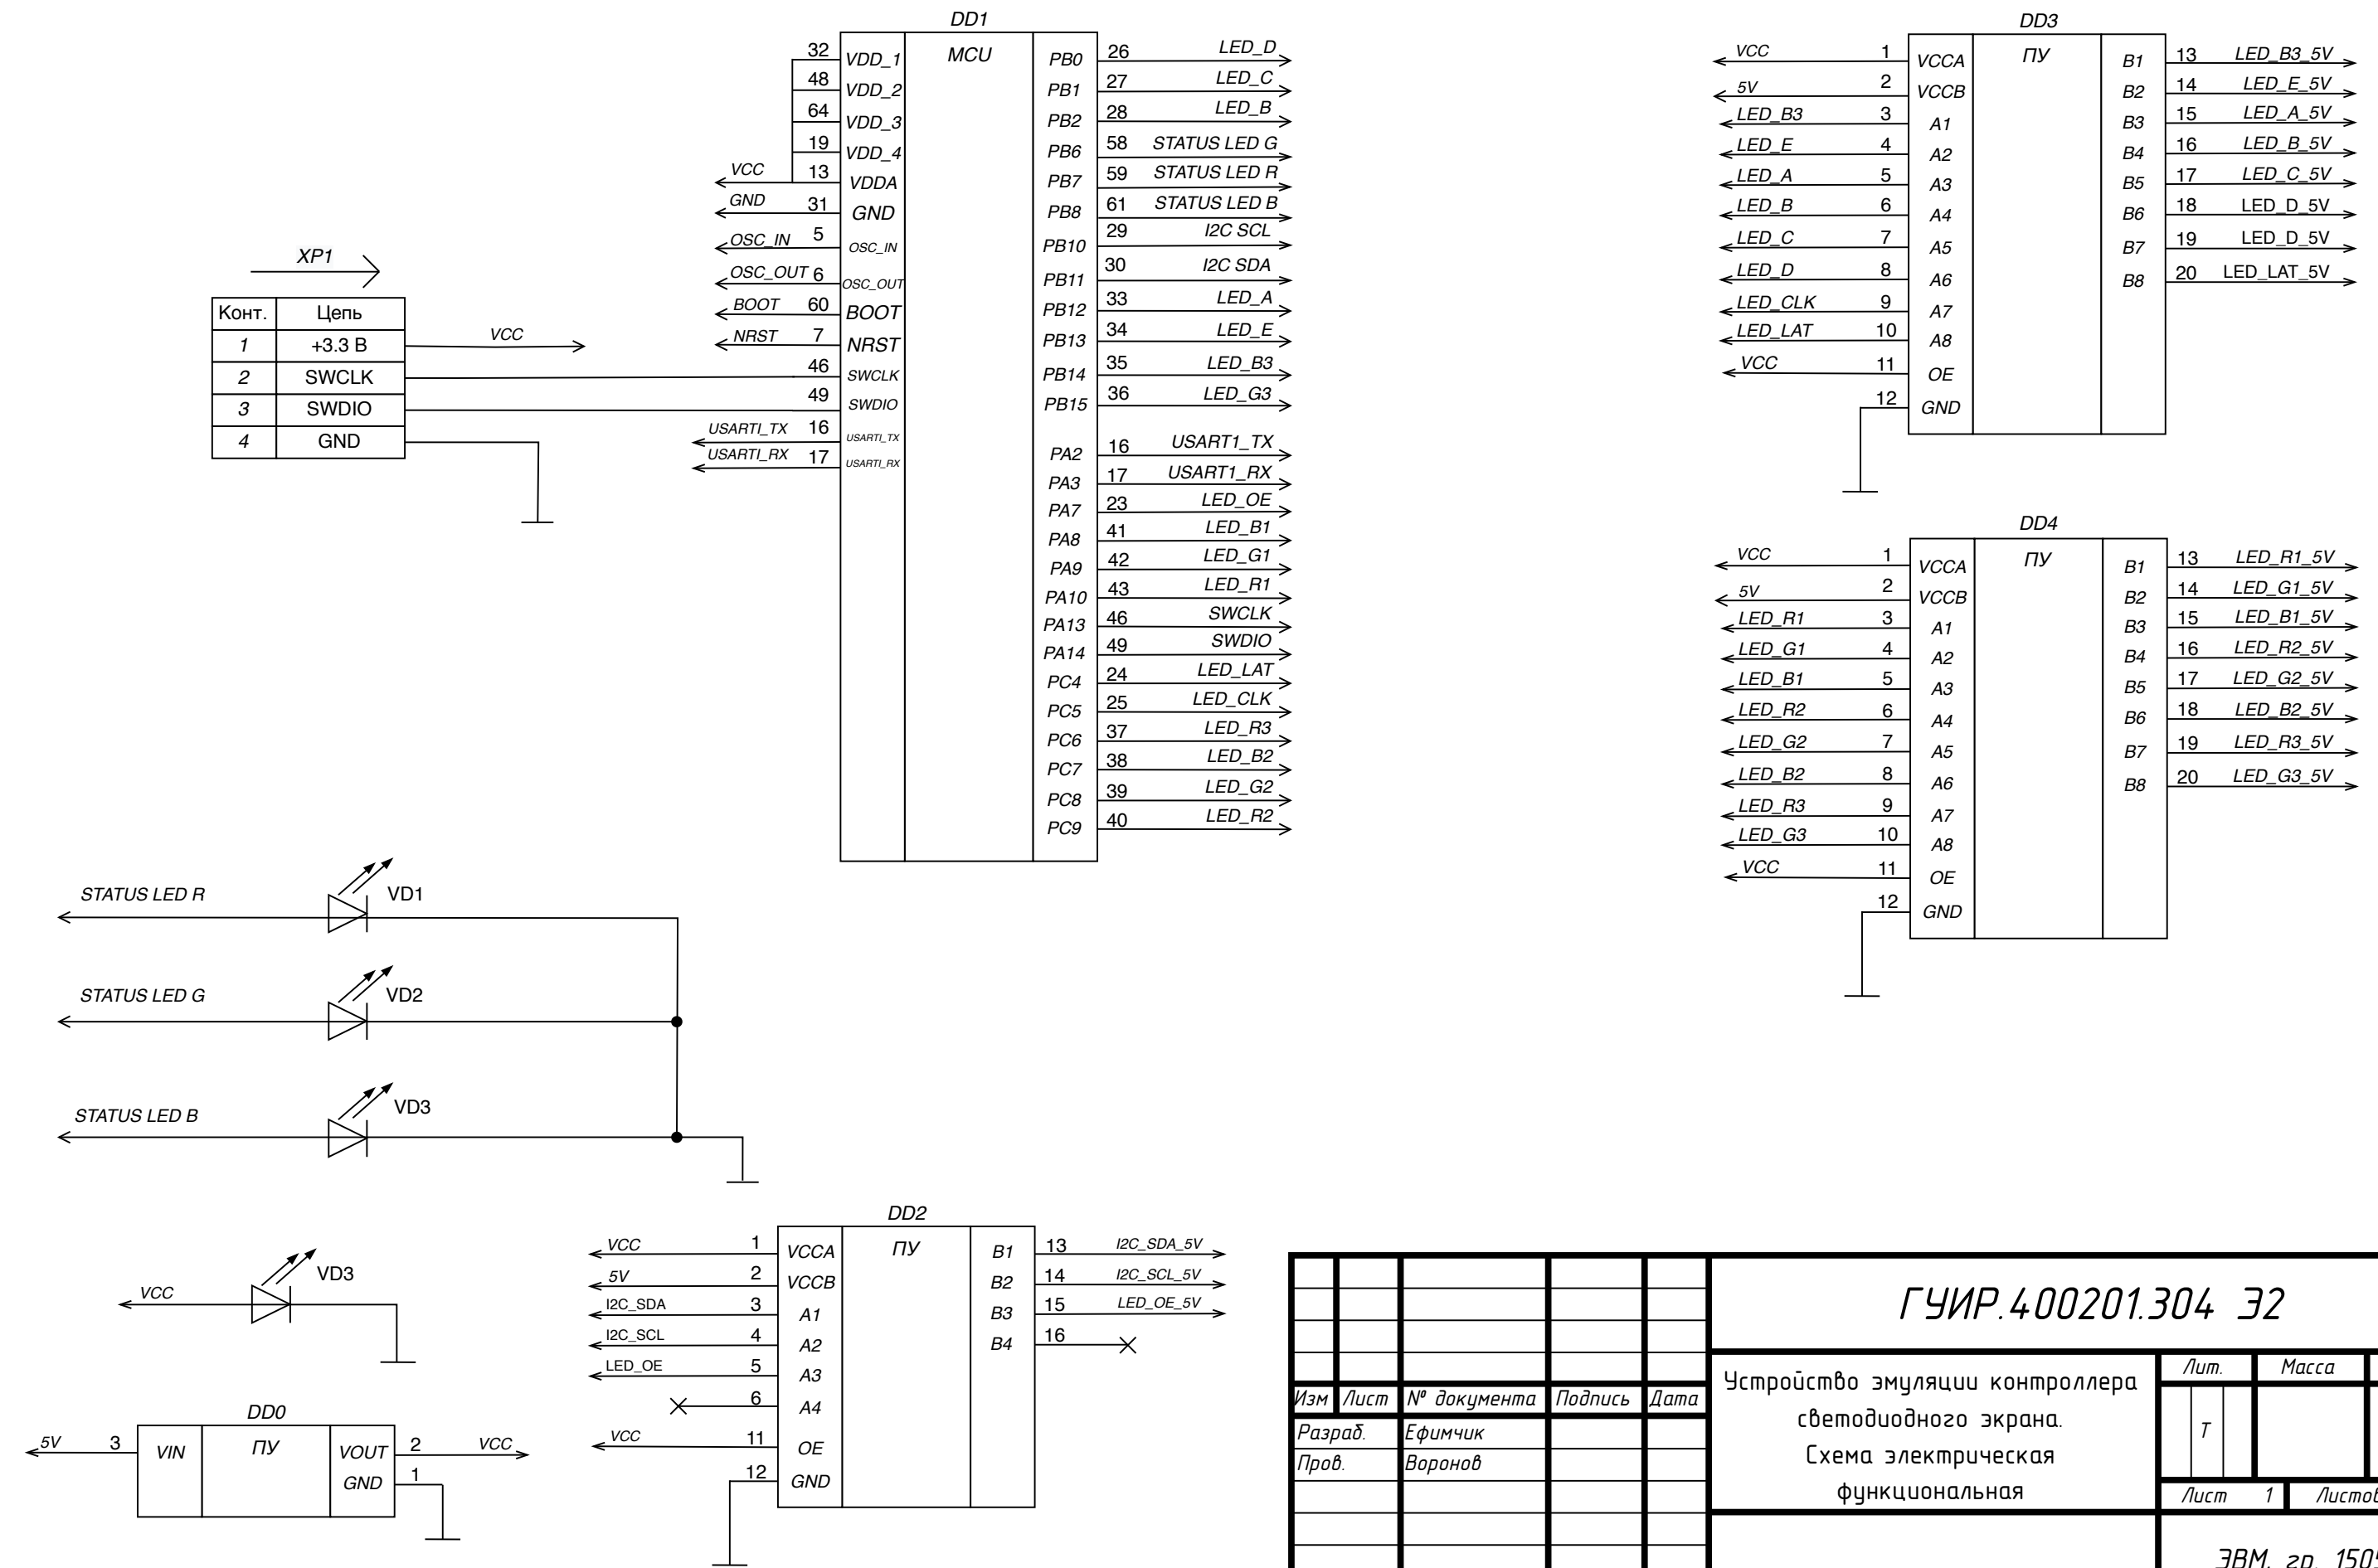 DD1
MCU
32 VDD_1
48 VDD_2
64 VDD_3
19 VDD_4
VCC 13 VDDA
GND 31 GND
OSC_IN 5 OSC_IN
OSC_OUT 6 OSC_OUT
BOOT 60 BOOT
NRST 7 NRST
46 SWCLK
49 SWDIO
USARTI_TX 16 USARTI_TX
USARTI_RX 17 USARTI_RX
PB0 26 LED_D
PB1 27 LED_C
PB2 28 LED_B
PB6 58 STATUS LED G
PB7 59 STATUS LED R
PB8 61 STATUS LED B
PB10 29 I2C SCL
PB11 30 I2C SDA
PB12 33 LED_A
PB13 34 LED_E
PB14 35 LED_B3
PB15 36 LED_G3
PA2 16 USART1_TX
PA3 17 USART1_RX
PA7 23 LED_OE
PA8 41 LED_B1
PA9 42 LED_G1
PA10 43 LED_R1
PA13 46 SWCLK
PA14 49 SWDIO
PC4 24 LED_LAT
PC5 25 LED_CLK
PC6 37 LED_R3
PC7 38 LED_B2
PC8 39 LED_G2
PC9 40 LED_R2
XP1
Конт. Цепь
1 +3.3 В VCC
2 SWCLK
3 SWDIO
4 GND
DD3
ПУ
VCC 1 VCCA
5V 2 VCCB
LED_B3 3 A1
LED_E 4 A2
LED_A 5 A3
LED_B 6 A4
LED_C 7 A5
LED_D 8 A6
LED_CLK 9 A7
LED_LAT 10 A8
VCC 11 OE
12 GND
B1 13 LED_B3_5V
B2 14 LED_E_5V
B3 15 LED_A_5V
B4 16 LED_B_5V
B5 17 LED_C_5V
B6 18 LED_D_5V
B7 19 LED_D_5V
B8 20 LED_LAT_5V
DD4
ПУ
VCC 1 VCCA
5V 2 VCCB
LED_R1 3 A1
LED_G1 4 A2
LED_B1 5 A3
LED_R2 6 A4
LED_G2 7 A5
LED_B2 8 A6
LED_R3 9 A7
LED_G3 10 A8
VCC 11 OE
12 GND
B1 13 LED_R1_5V
B2 14 LED_G1_5V
B3 15 LED_B1_5V
B4 16 LED_R2_5V
B5 17 LED_G2_5V
B6 18 LED_B2_5V
B7 19 LED_R3_5V
B8 20 LED_G3_5V
STATUS LED R VD1
STATUS LED G VD2
STATUS LED B VD3
VCC VD3
DD0
ПУ
5V 3 VIN
VOUT 2 VCC
GND 1
DD2
ПУ
VCC 1 VCCA
5V 2 VCCB
I2C_SDA 3 A1
I2C_SCL 4 A2
LED_OE 5 A3
6 A4
VCC 11 OE
12 GND
B1 13 I2C_SDA_5V
B2 14 I2C_SCL_5V
B3 15 LED_OE_5V
B4 16
ГУИР.400201.304 Э2
Изм Лист № документа Подпись Дата
Разраб. Ефимчик
Пров. Воронов
Устройство эмуляции контроллера
светодиодного экрана.
Схема электрическая
функциональная
Лит. Масса
Т
Лист 1
ЭВМ, гр.